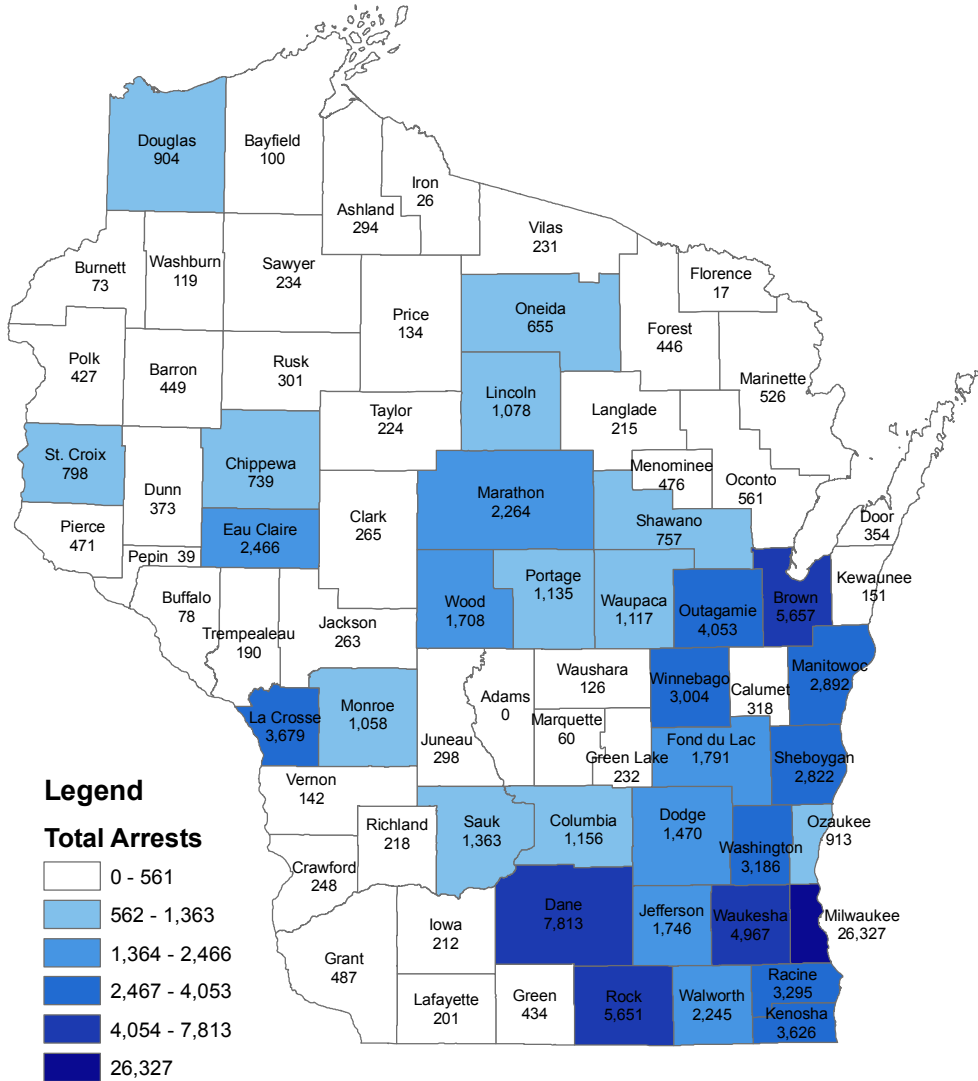 Douglas
904
Bayfield
100
Iron
26
Ashland
294
Vilas
231
Burnett
73
Washburn
119
Sawyer
234
Florence
17
Price
134
Oneida
655
Forest
446
Polk
427
Barron
449
Rusk
301
Marinette
526
Lincoln
1,078
Taylor
224
Langlade
215
St. Croix
798
Chippewa
739
Menominee
476
Oconto
561
Dunn
373
Marathon
2,264
Clark
265
Shawano
757
Door
354
Pierce
471
Eau Claire
2,466
Pepin 39
Portage
1,135
Kewaunee
151
Buffalo
78
Wood
1,708
Waupaca
1,117
Outagamie
4,053
Brown
5,657
Trempealeau
190
Jackson
263
Waushara
126
Winnebago
3,004
Calumet
318
Manitowoc
2,892
La Crosse
3,679
Monroe
1,058
Adams
0
Juneau
298
Marquette
60
Green Lake
232
Fond du Lac
1,791
Sheboygan
2,822
Vernon
142
Richland
218
Sauk
1,363
Columbia
1,156
Dodge
1,470
Washington
3,186
Ozaukee
913
Crawford
248
Dane
7,813
Jefferson
1,746
Waukesha
4,967
Milwaukee
26,327
Iowa
212
Grant
487
Lafayette
201
Green
434
Rock
5,651
Walworth
2,245
Racine
3,295
Kenosha
3,626
Legend
Total Arrests
0 - 561
562 - 1,363
1,364 - 2,466
2,467 - 4,053
4,054 - 7,813
26,327